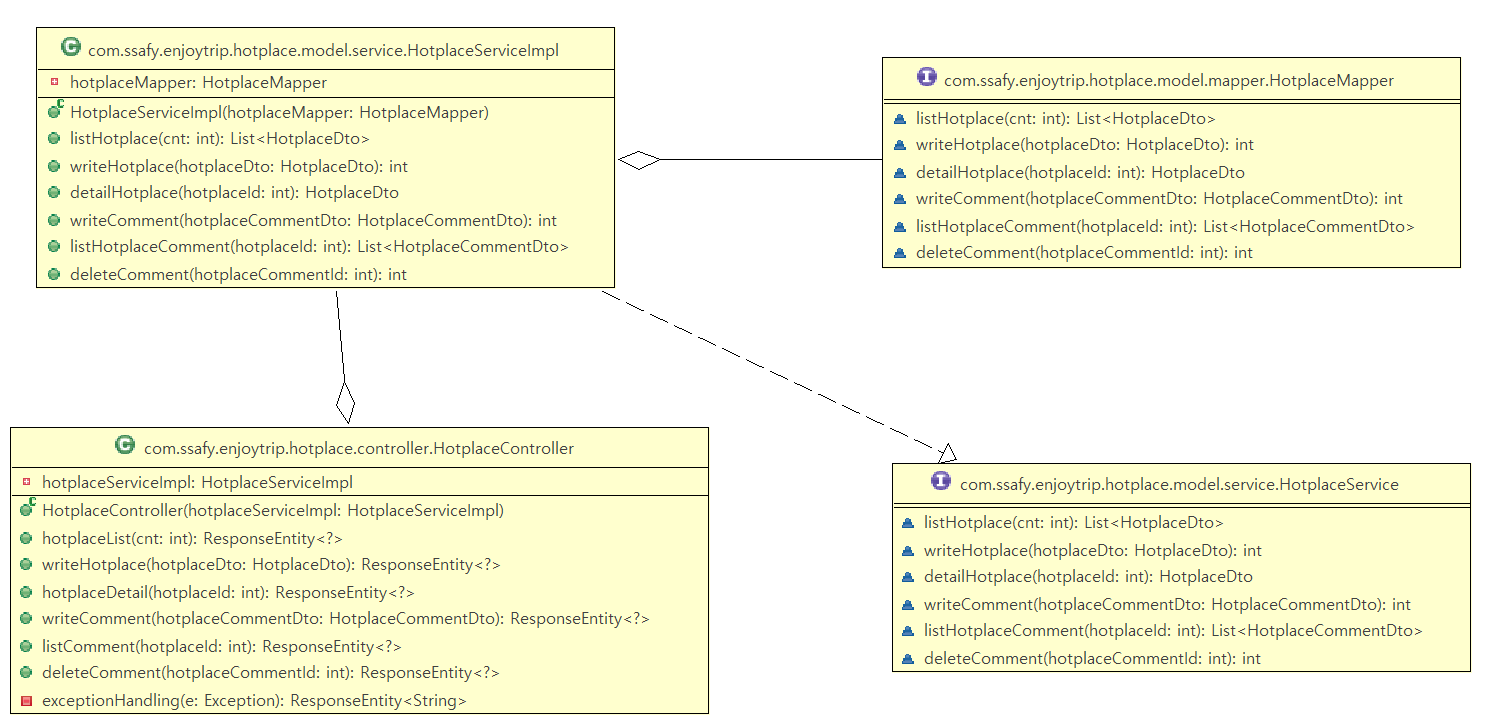 com.ssafy.enjoytrip.hotplace.model.service.HotplaceServiceImpl
hotplaceMapper: HotplaceMapper
HotplaceServiceImpl(hotplaceMapper: HotplaceMapper)
listHotplace(cnt: int): List<HotplaceDto>
writeHotplace(hotplaceDto: HotplaceDto): int
detailHotplace(hotplaceId: int): HotplaceDto
writeComment(hotplaceCommentDto: HotplaceCommentDto): int
listHotplaceComment(hotplaceId: int): List<HotplaceCommentDto>
deleteComment(hotplaceCommentId: int): int
com.ssafy.enjoytrip.hotplace.model.mapper.HotplaceMapper
listHotplace(cnt: int): List<HotplaceDto>
writeHotplace(hotplaceDto: HotplaceDto): int
detailHotplace(hotplaceId: int): HotplaceDto
writeComment(hotplaceCommentDto: HotplaceCommentDto): int
listHotplaceComment(hotplaceId: int): List<HotplaceCommentDto>
deleteComment(hotplaceCommentId: int): int
com.ssafy.enjoytrip.hotplace.controller.HotplaceController
hotplaceServiceImpl: HotplaceServiceImpl
HotplaceController(hotplaceServiceImpl: HotplaceServiceImpl)
hotplaceList(cnt: int): ResponseEntity<?>
writeHotplace(hotplaceDto: HotplaceDto): ResponseEntity<?>
hotplaceDetail(hotplaceId: int): ResponseEntity<?>
writeComment(hotplaceCommentDto: HotplaceCommentDto): ResponseEntity<?>
listComment(hotplaceId: int): ResponseEntity<?>
deleteComment(hotplaceCommentId: int): ResponseEntity<?>
exceptionHandling(e: Exception): ResponseEntity<String>
com.ssafy.enjoytrip.hotplace.model.service.HotplaceService
listHotplace(cnt: int): List<HotplaceDto>
writeHotplace(hotplaceDto: HotplaceDto): int
detailHotplace(hotplaceId: int): HotplaceDto
writeComment(hotplaceCommentDto: HotplaceCommentDto): int
listHotplaceComment(hotplaceId: int): List<HotplaceCommentDto>
deleteComment(hotplaceCommentId: int): int